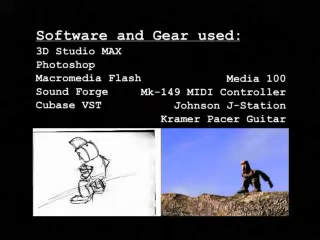 Software and Gear used:
3D Studio MAX
Photoshop
Macromedia Flash
Sound Forge
Cubase VST
Media 100
Mk-149 MIDI Controller
Johnson J-Station
Kramer Pacer Guitar